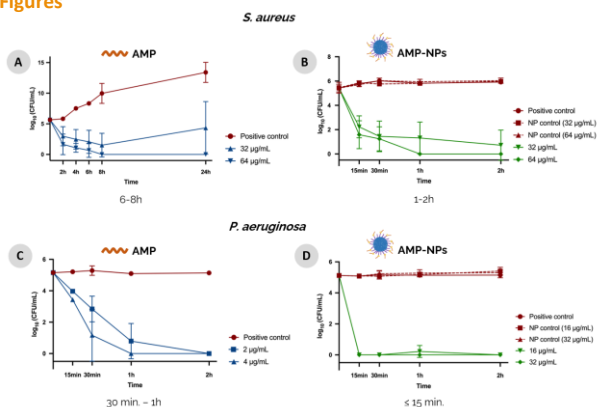 Figures
S. aureus
A
AMP
log₁₀ (CFU/mL)
15
10
5
0
2h 4h 6h 8h 24h
Time
Positive control
32 µg/mL
64 µg/mL
6-8h
B
AMP-NPs
log₁₀ (CFU/mL)
8
6
4
2
0
15min 30min 1h 2h
Time
Positive control
NP control (32 µg/mL)
NP control (64 µg/mL)
32 µg/mL
64 µg/mL
1-2h
P. aeruginosa
C
AMP
log₁₀ (CFU/mL)
6
4
2
0
15min 30min 1h 2h
Time
Positive control
2 µg/mL
4 µg/mL
30 min. – 1h
D
AMP-NPs
log₁₀ (CFU/mL)
6
4
2
0
15min 30min 1h 2h
Time
Positive control
NP control (16 µg/mL)
NP control (32 µg/mL)
16 µg/mL
32 µg/mL
≤ 15 min.